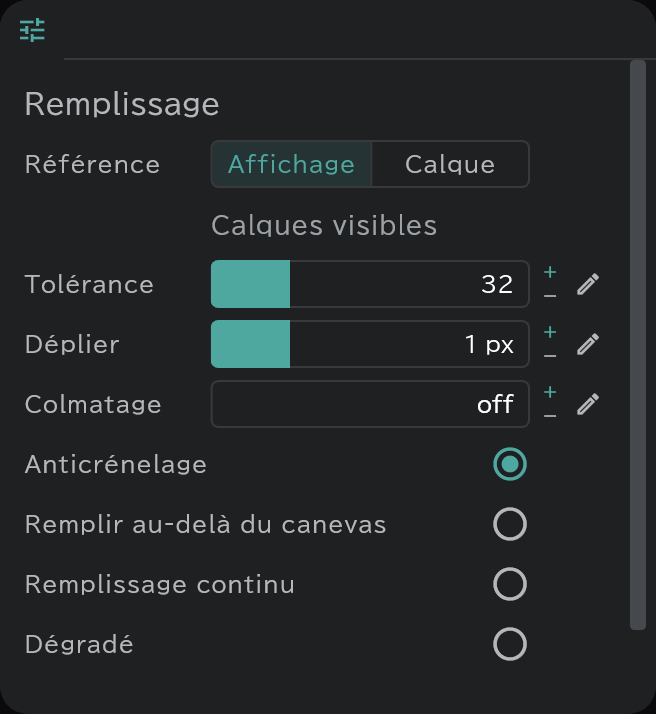 Remplissage
Référence Affichage Calque
Calques visibles
Tolérance 32 + −
Déplier 1 px + −
Colmatage off + −
Anticrénelage
Remplir au-delà du canevas
Remplissage continu
Dégradé